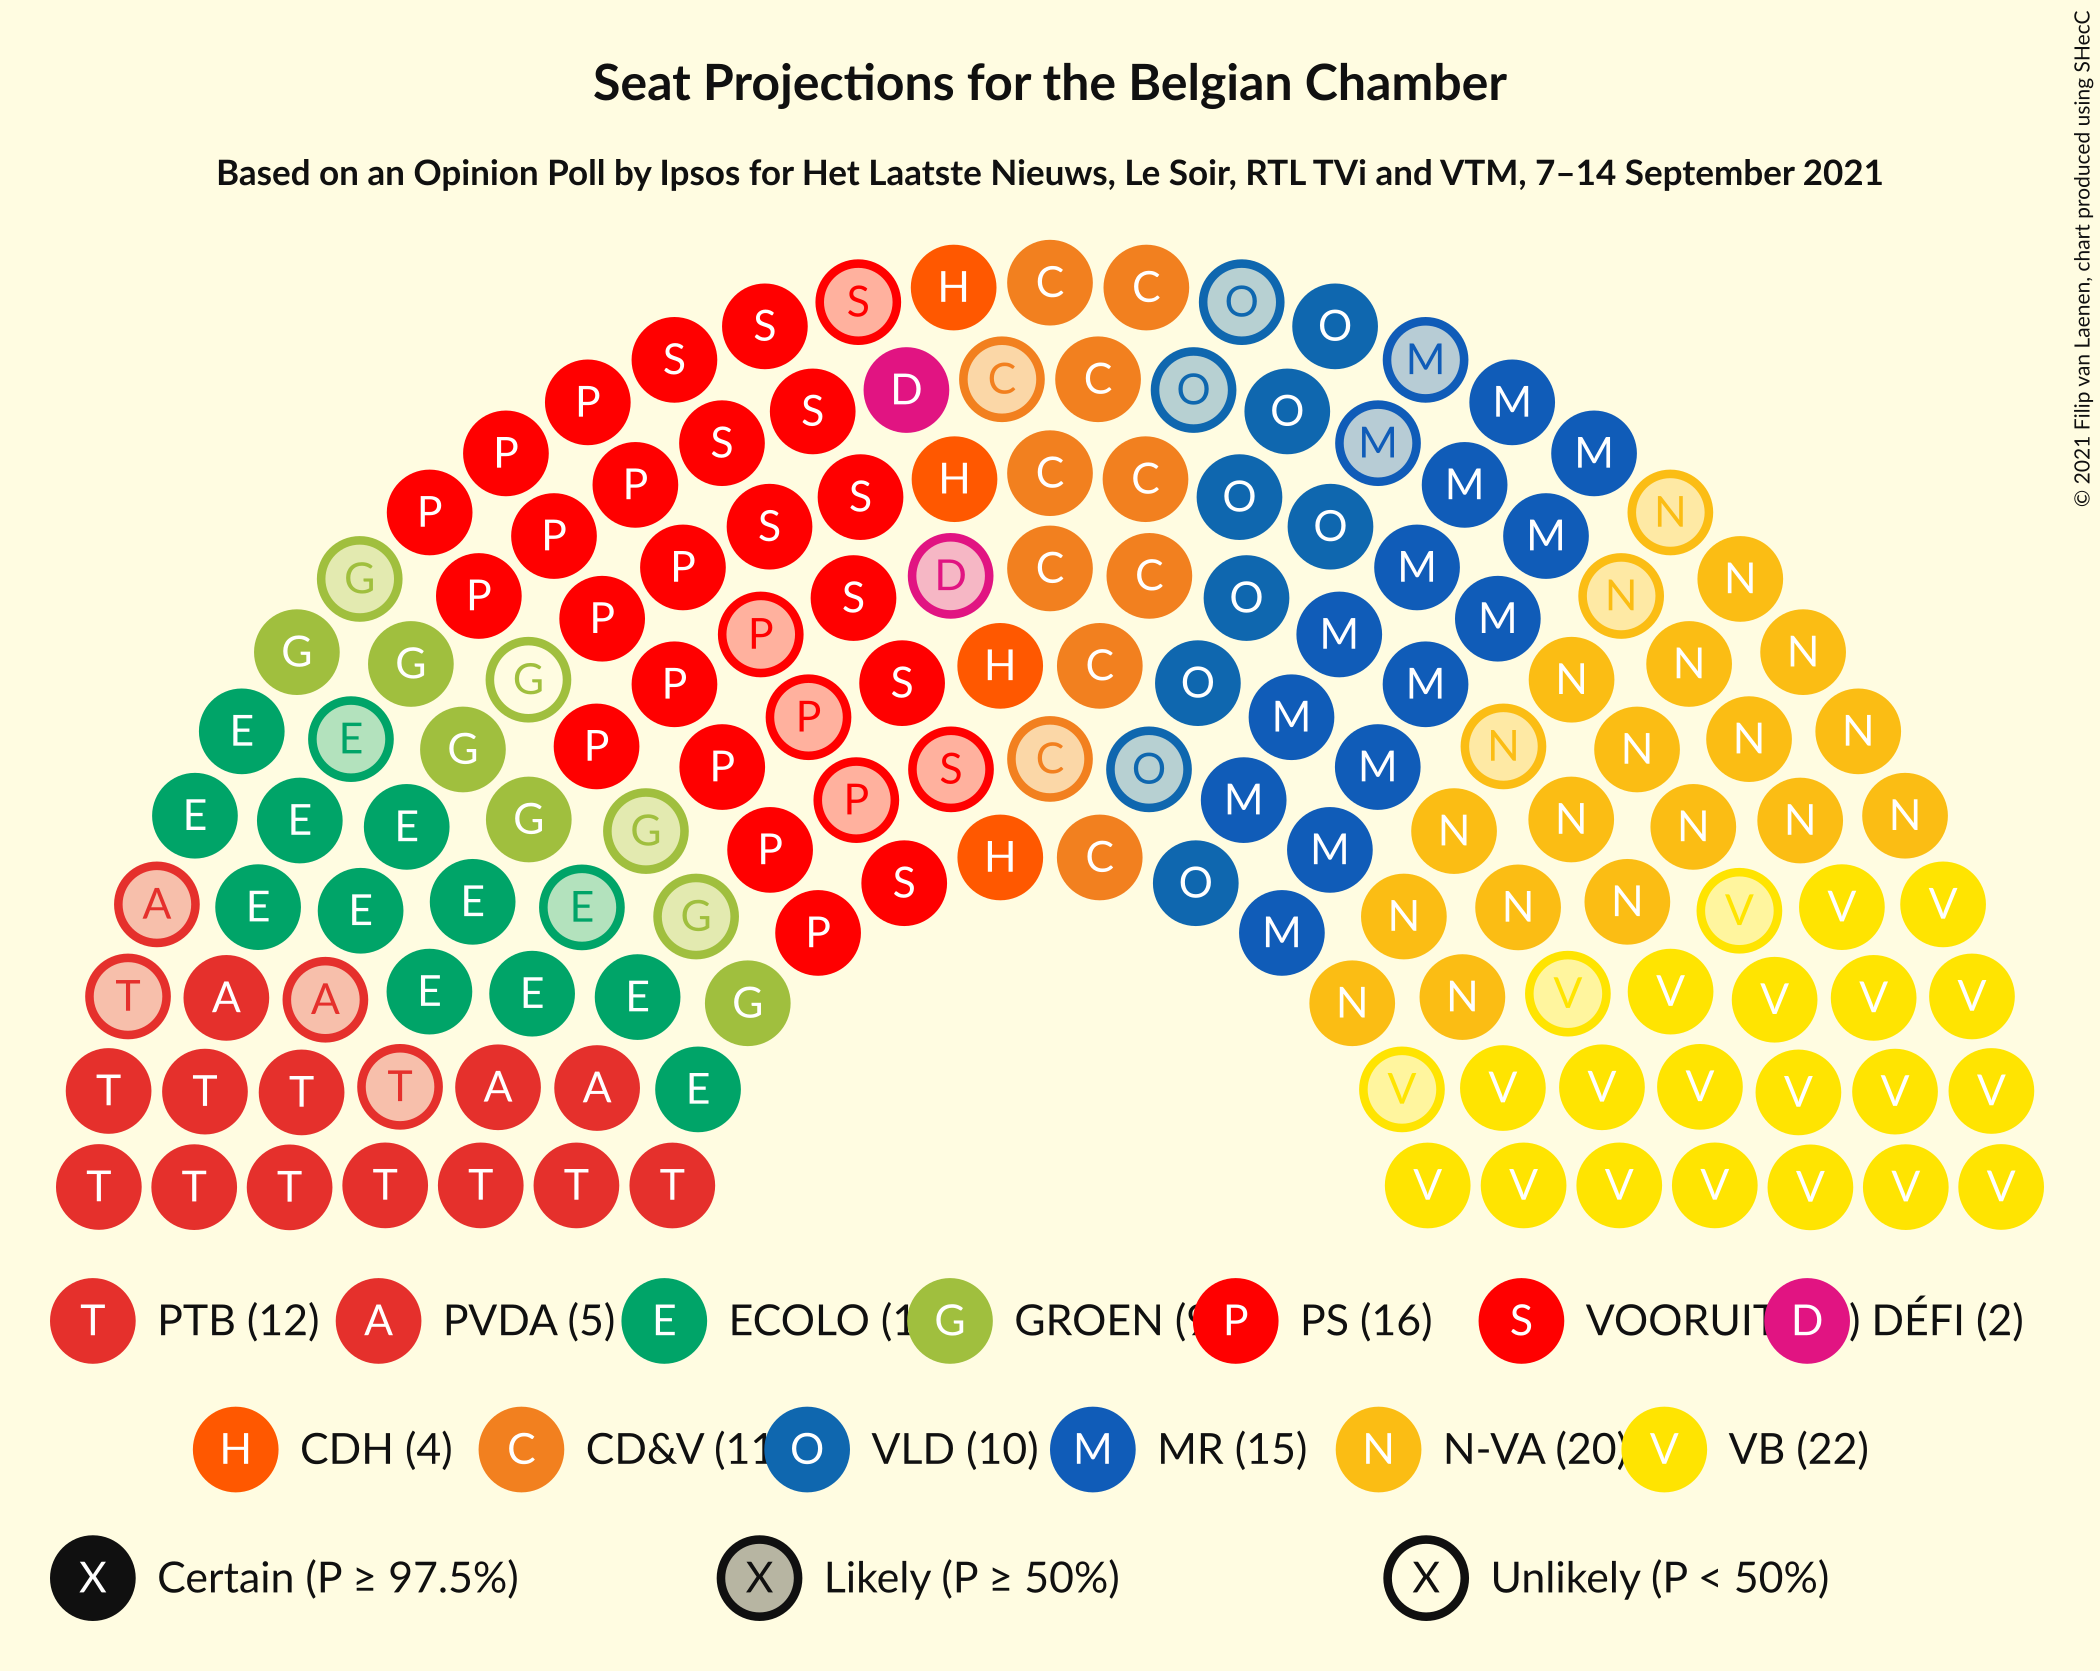 Seat Projections for the Belgian Chamber
Based on an Opinion Poll by Ipsos for Het Laatste Nieuws, Le Soir, RTL TVi and VTM, 7–14 September 2021
© 2021 Filip van Laenen, chart produced using SHecC
S H C C O
S O M
P S D C C O O M M
P S S M M
P P S H C C O M N
P S O M
G P P D C C O M N N
P P S M M
G G G P P S H C O M M N N N
E E G P P P S C O M M N N N N
E E E G G P P H C M N N N N N
A E E E E G P S O M N N N V V V
T A A E E E G N N V V V V V
T T T T A A E V V V V V V V
T T T T T T T V V V V V V V
T PTB (12) A PVDA (5) E ECOLO (1 G GROEN (9 P PS (16) S VOORUIT D ) DÉFI (2)
H CDH (4) C CD&V (11 O VLD (10) M MR (15) N N-VA (20) V VB (22)
X Certain (P ≥ 97.5%) X Likely (P ≥ 50%) X Unlikely (P < 50%)